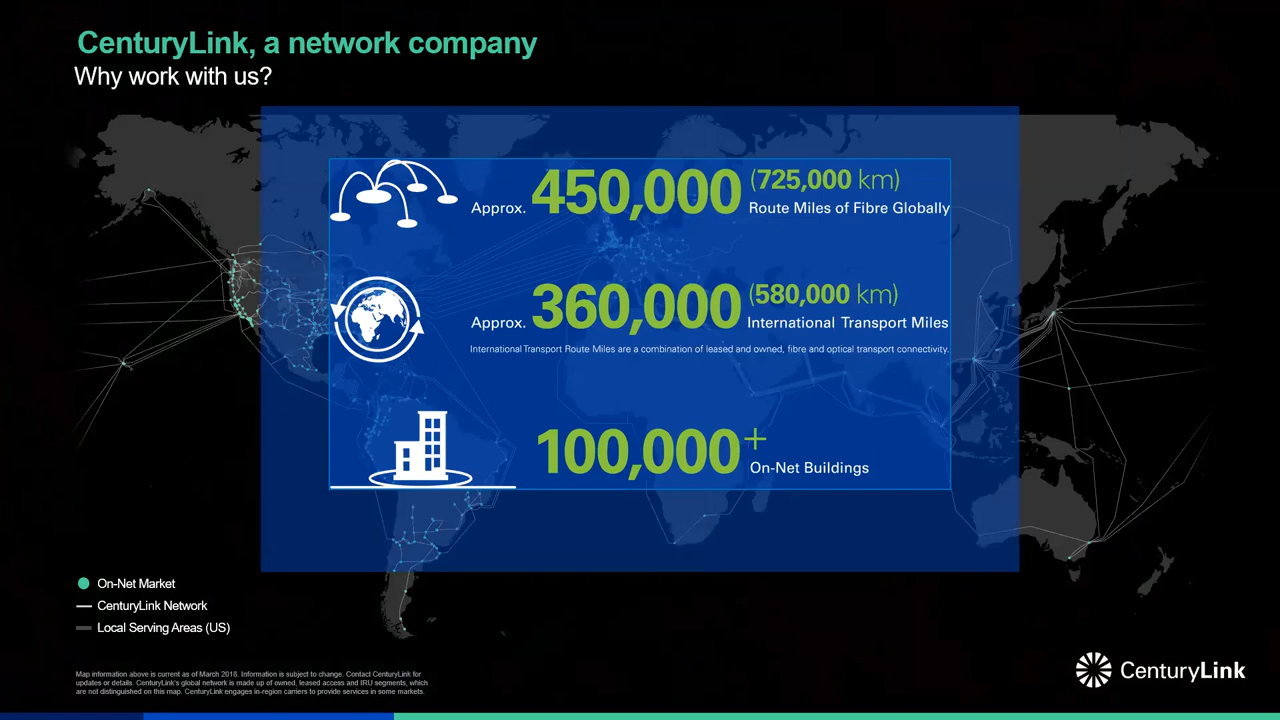 CenturyLink, a network company
Why work with us?
Approx. 450,000 (725,000 km)
Route Miles of Fibre Globally
Approx. 360,000 (580,000 km)
International Transport Miles
International Transport Route Miles are a combination of leased and owned, fibre and optical transport connectivity.
100,000+
On-Net Buildings
On-Net Market
CenturyLink Network
Local Serving Areas (US)
Map information above is current as of March 2018. Information is subject to change. Contact CenturyLink for
updates or details. CenturyLink's global network is made up of owned, leased access and IRU segments, which
are not distinguished on this map. CenturyLink engages in-region carriers to provide services in some markets.
CenturyLink